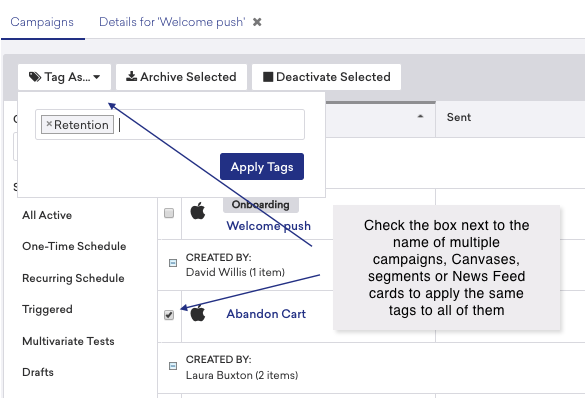 Campaigns Details for 'Welcome push' ✖
Tag As... Archive Selected Deactivate Selected
×Retention
Sent
Apply Tags
S
All Active
One-Time Schedule
Recurring Schedule
Triggered
Multivariate Tests
Drafts
Onboarding
Welcome push
CREATED BY:
David Willis (1 item)
Abandon Cart
CREATED BY:
Laura Buxton (2 items)
Check the box next to the
name of multiple
campaigns, Canvases,
segments or News Feed
cards to apply the same
tags to all of them